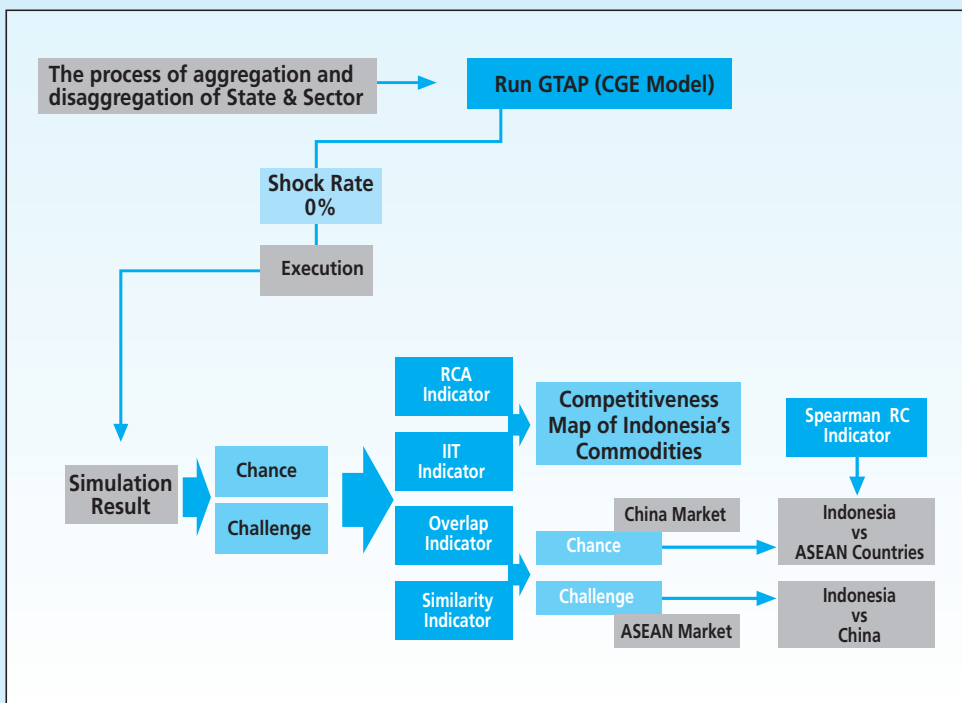 The process of aggregation and
disaggregation of State & Sector
Run GTAP (CGE Model)
Shock Rate
0%
Execution
Simulation
Result
Chance
Challenge
RCA
Indicator
IIT
Indicator
Overlap
Indicator
Similarity
Indicator
Competitiveness
Map of Indonesia's
Commodities
China Market
Chance
Challenge
ASEAN Market
Spearman RC
Indicator
Indonesia
vs
ASEAN Countries
Indonesia
vs
China